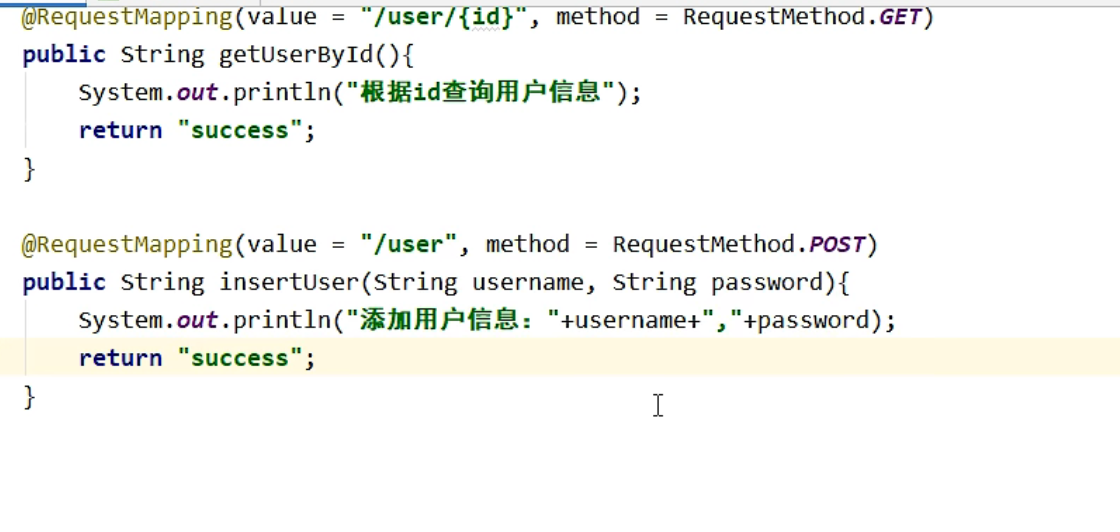 @RequestMapping(value = "/user/{id}", method = RequestMethod.GET)
public String getUserById(){
System.out.println("根据id查询用户信息");
return "success";
}
@RequestMapping(value = "/user", method = RequestMethod.POST)
public String insertUser(String username, String password){
System.out.println("添加用户信息："+username+","+password);
return "success";
}